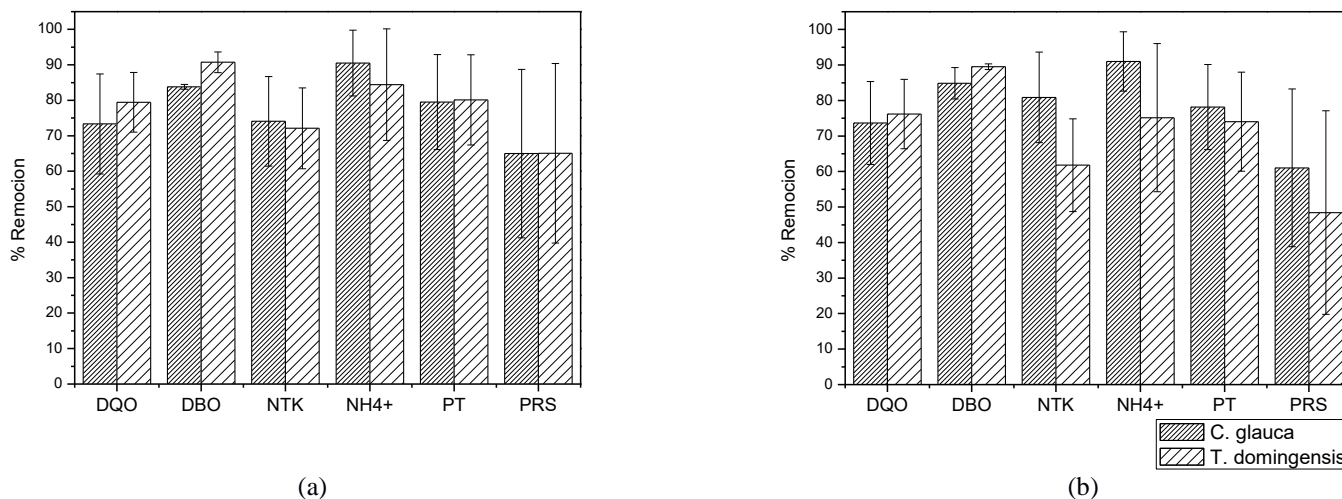 % Remocion
100
90
80
70
60
50
40
30
20
10
0
DQO DBO NTK NH4+ PT PRS
(a)
% Remocion
100
90
80
70
60
50
40
30
20
10
0
DQO DBO NTK NH4+ PT PRS
C. glauca
T. domingensis
(b)